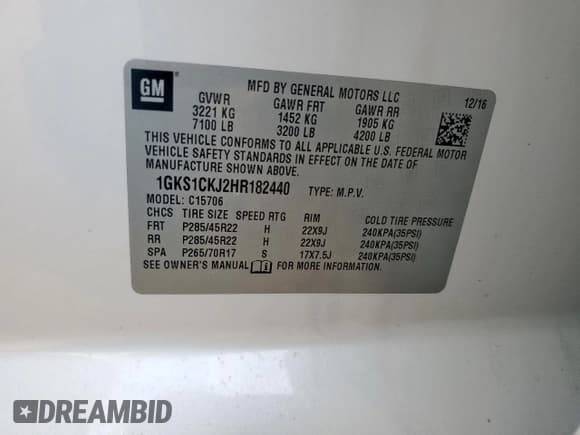 GM
MFD BY GENERAL MOTORS LLC
12/16
GVWR GAWR FRT GAWR RR
3221 KG 1452 KG 1905 KG
7100 LB 3200 LB 4200 LB
THIS VEHICLE CONFORMS TO ALL APPLICABLE U.S. FEDERAL MOTOR
VEHICLE SAFETY STANDARDS IN EFFECT ON THE DATE OF
MANUFACTURE SHOWN ABOVE.
1GKS1CKJ2HR182440 TYPE: M.P.V.
MODEL: C15706
CHCS TIRE SIZE SPEED RTG RIM COLD TIRE PRESSURE
FRT P285/45R22 H 22X9J 240KPA(35PSI)
RR P285/45R22 H 22X9J 240KPA(35PSI)
SPA P265/70R17 S 17X7.5J 240KPA(35PSI)
SEE OWNER'S MANUAL FOR MORE INFORMATION.
DREAMBID